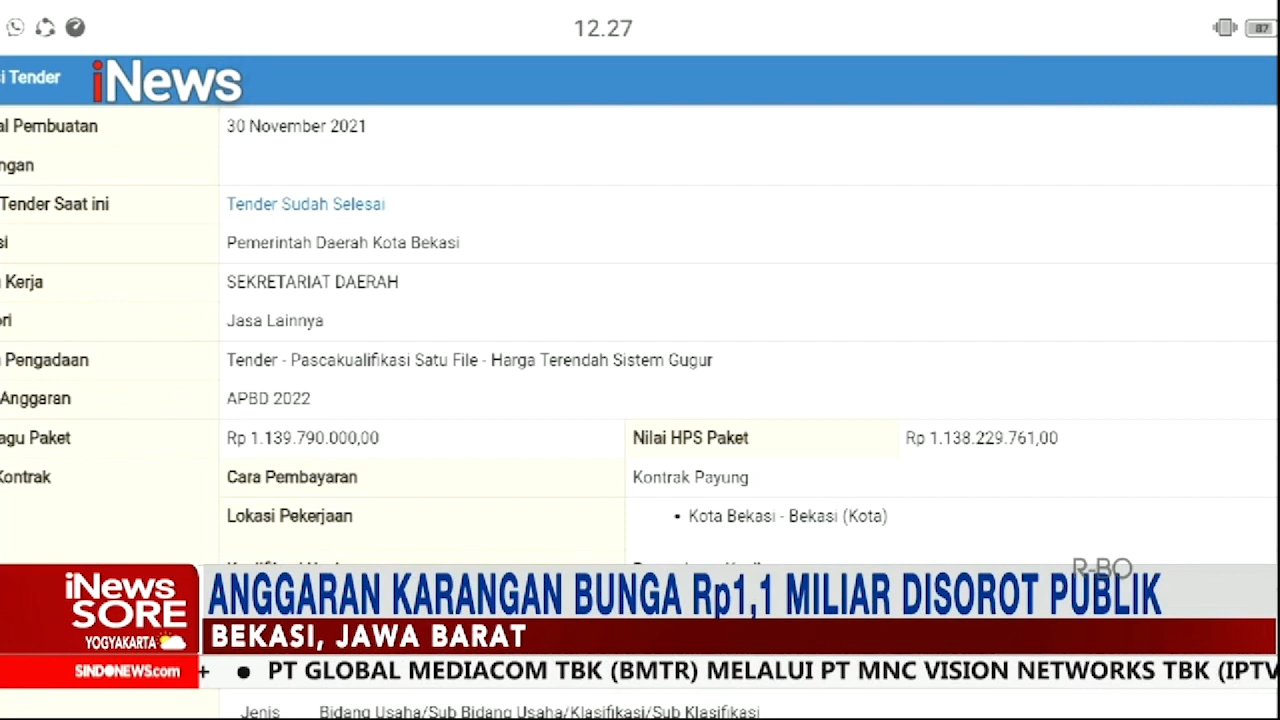 12.27
87
i Tender
iNews
al Pembuatan 30 November 2021
ngan
Tender Saat ini Tender Sudah Selesai
si Pemerintah Daerah Kota Bekasi
Kerja SEKRETARIAT DAERAH
ori Jasa Lainnya
Pengadaan Tender - Pascakualifikasi Satu File - Harga Terendah Sistem Gugur
Anggaran APBD 2022
agu Paket Rp 1.139.790.000,00 Nilai HPS Paket Rp 1.138.229.761,00
Kontrak Cara Pembayaran Kontrak Payung
Lokasi Pekerjaan • Kota Bekasi - Bekasi (Kota)
R-BO
iNews
SORE
YOGYAKARTA
ANGGARAN KARANGAN BUNGA Rp1,1 MILIAR DISOROT PUBLIK
BEKASI, JAWA BARAT
SINDONEWS.com + ● PT GLOBAL MEDIACOM TBK (BMTR) MELALUI PT MNC VISION NETWORKS TBK (IPTV
Jenis Bidang Usaha/Sub Bidang Usaha/Klasifikasi/Sub Klasifikasi